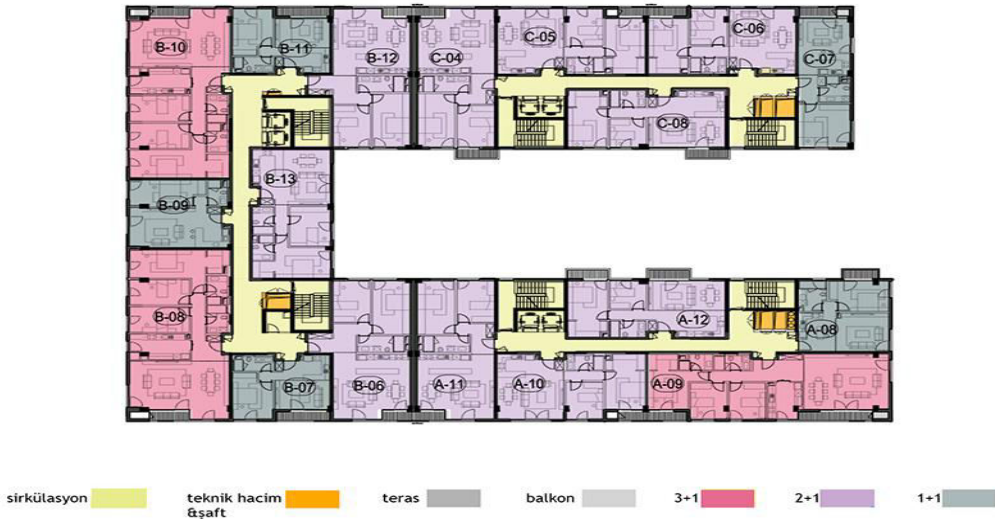 B-10
B-11
B-12
C-04
C-05
C-06
C-07
C-08
B-13
B-09
B-08
A-12
A-08
B-07
B-06
A-11
A-10
A-09
sirkülasyon
teknik hacim
&şaft
teras
balkon
3+1
2+1
1+1